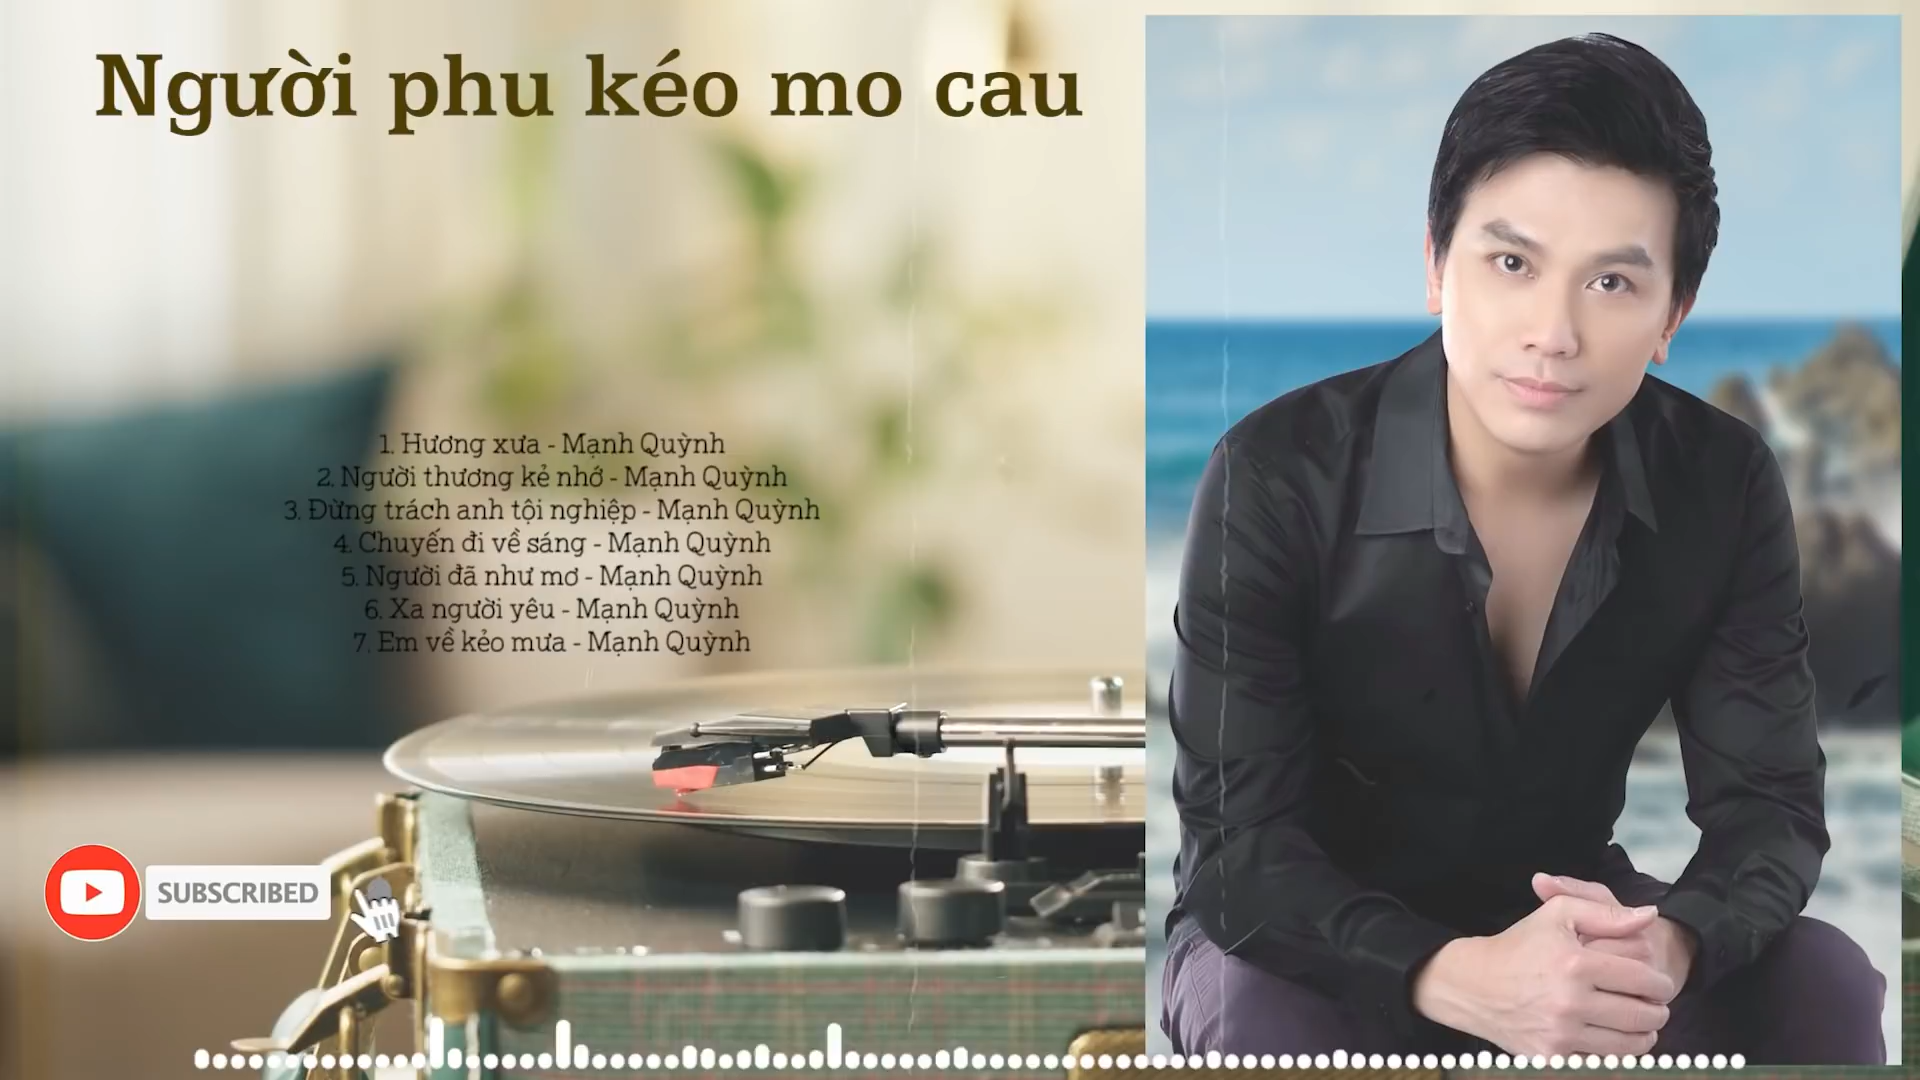 Người phu kéo mo cau
1. Hương xưa - Mạnh Quỳnh
2. Người thương kẻ nhớ - Mạnh Quỳnh
3. Đừng trách anh tội nghiệp - Mạnh Quỳnh
4. Chuyến đi về sáng - Mạnh Quỳnh
5. Người đã như mơ - Mạnh Quỳnh
6. Xa người yêu - Mạnh Quỳnh
7. Em về kẻo mưa - Mạnh Quỳnh
SUBSCRIBED